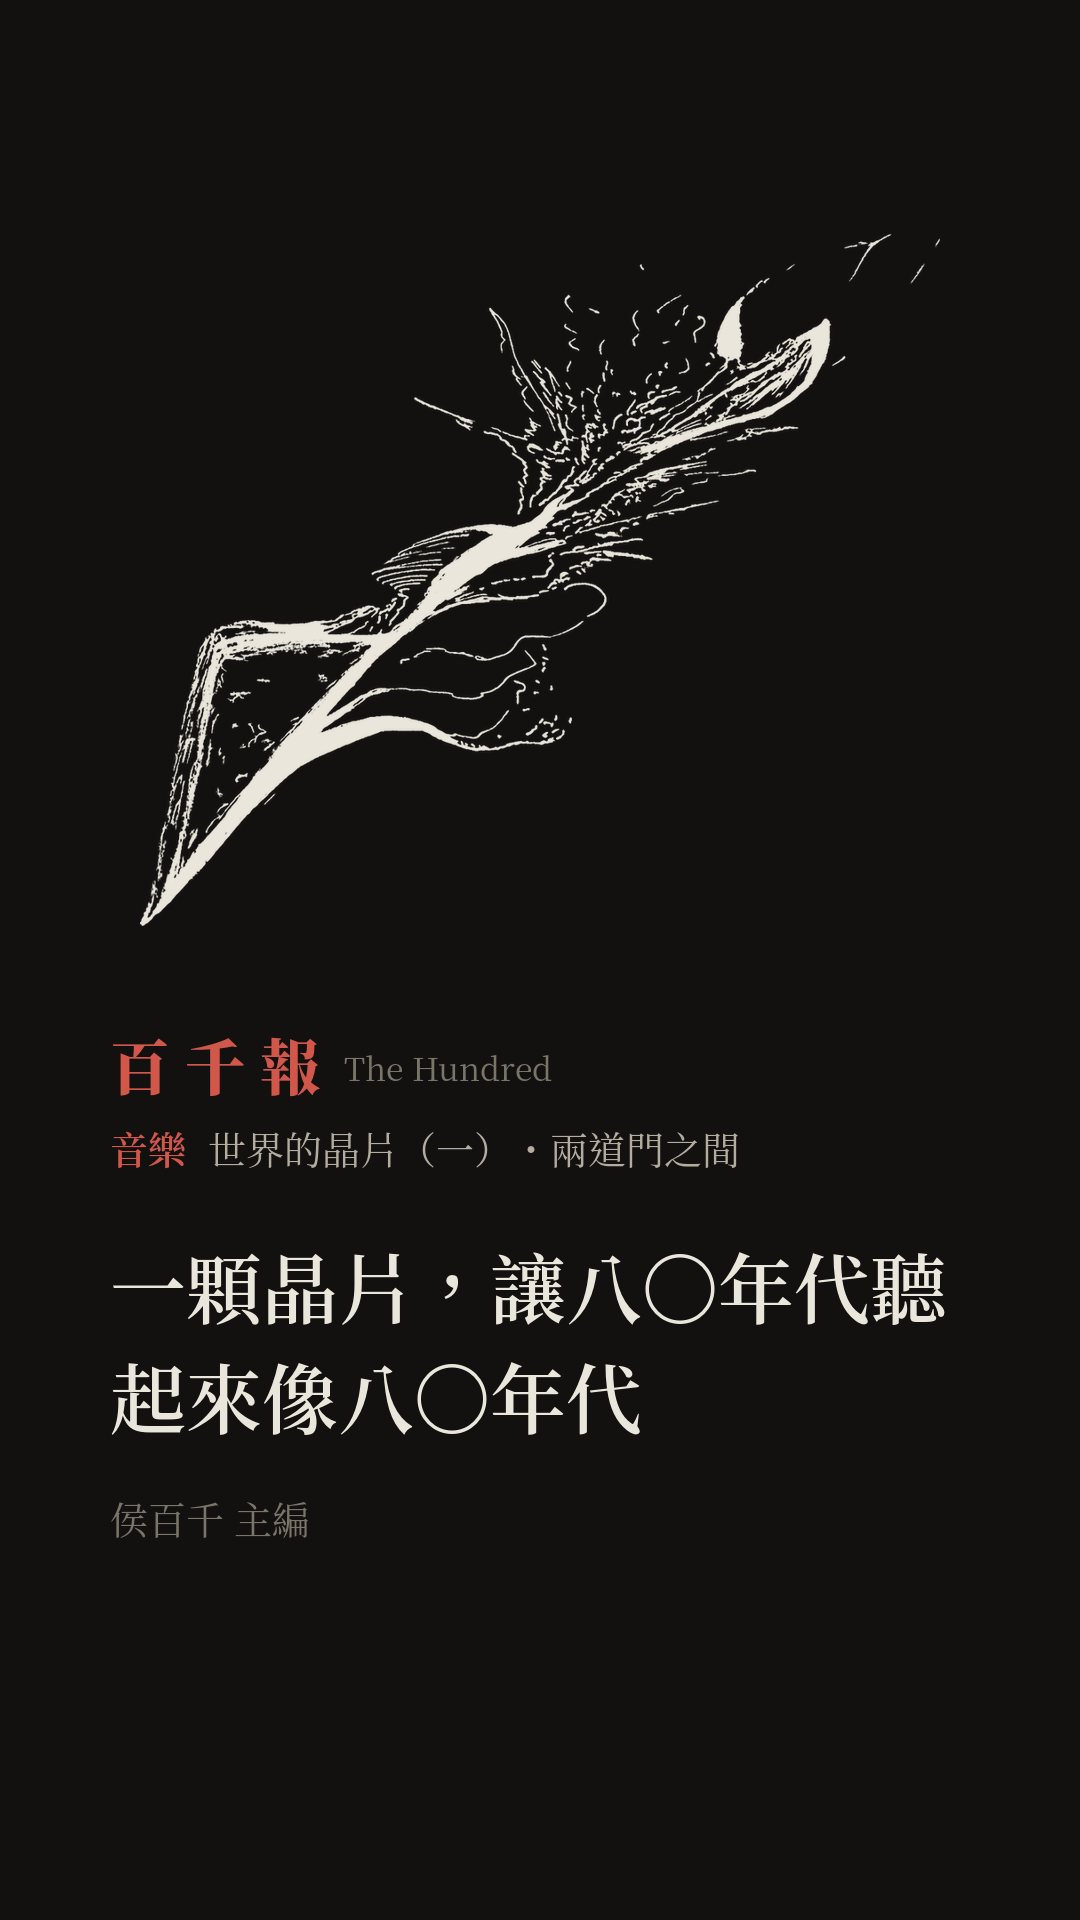 百千報 The Hundred
音樂 世界的晶片（一）・兩道門之間
一顆晶片，讓八〇年代聽
起來像八〇年代
侯百千 主編